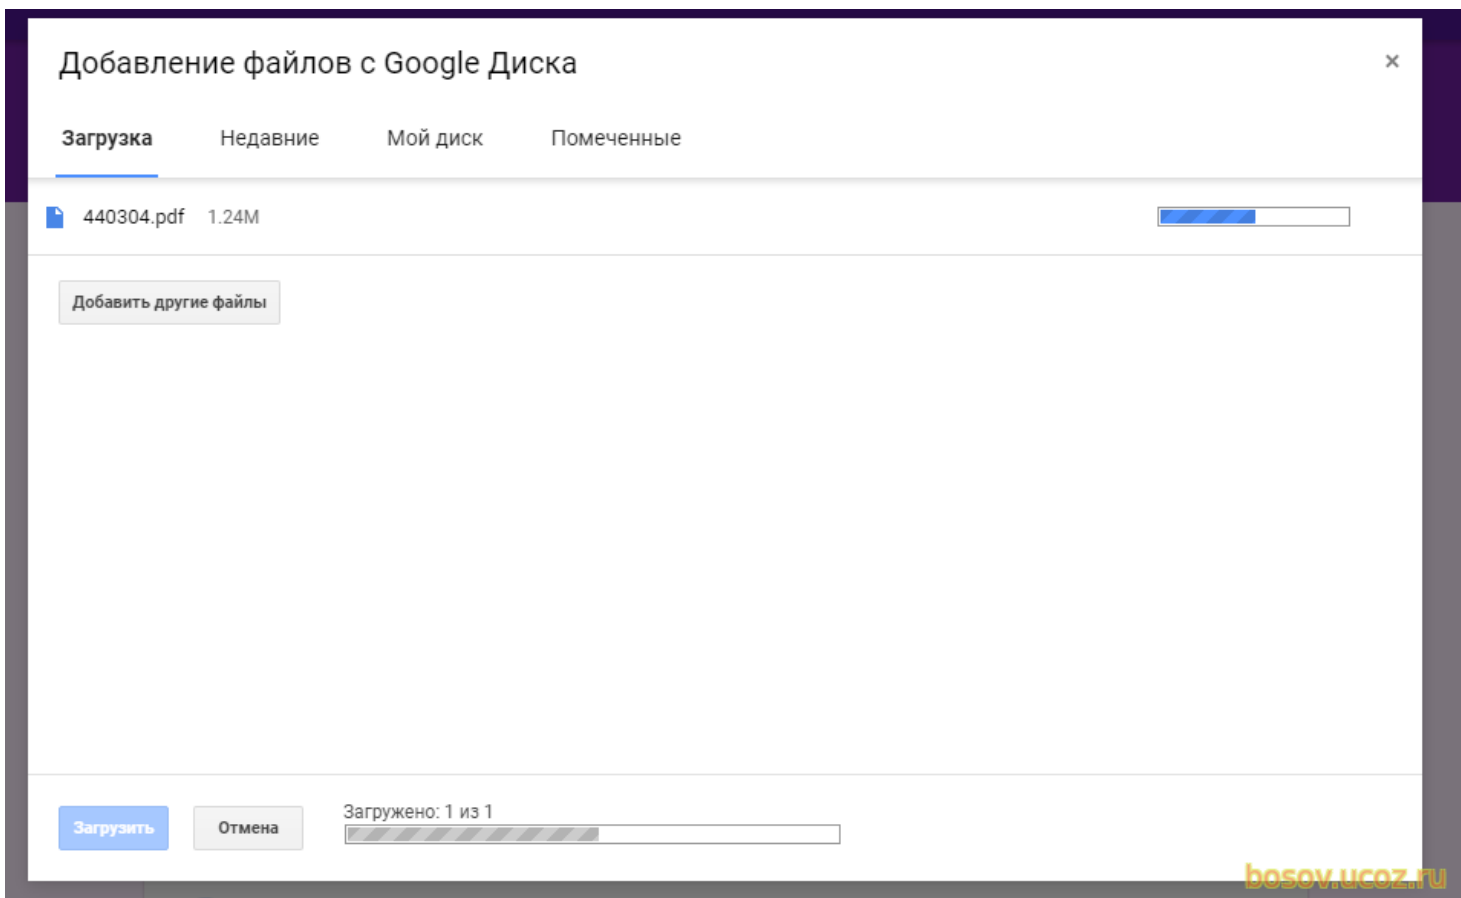 Добавление файлов с Google Диска
×
Загрузка Недавние Мой диск Помеченные
440304.pdf 1.24M
Добавить другие файлы
Загружено: 1 из 1
Загрузить Отмена
bosov.ucoz.ru